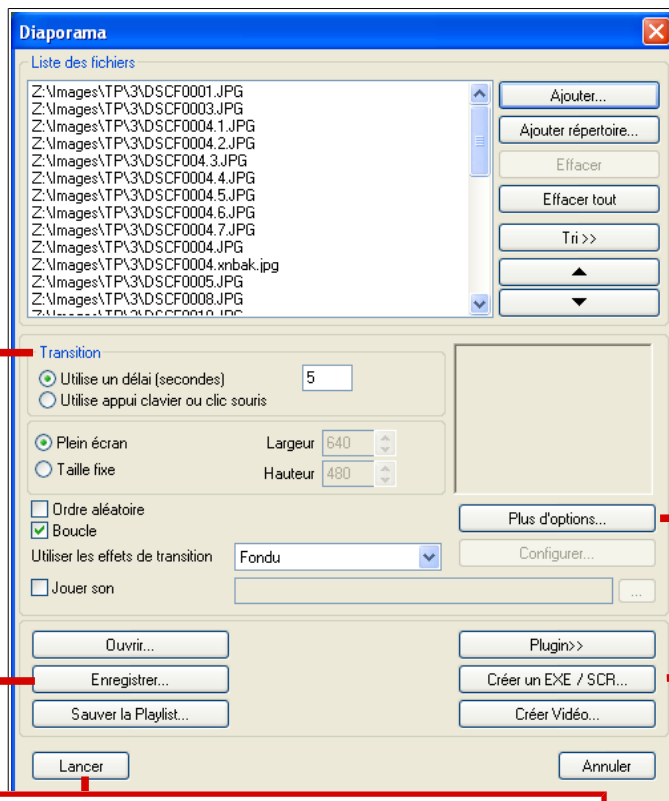 Diaporama
Liste des fichiers
Z:\Images\TP\3\DSCF0001.JPG
Z:\Images\TP\3\DSCF0003.JPG
Z:\Images\TP\3\DSCF0004.1.JPG
Z:\Images\TP\3\DSCF0004.2.JPG
Z:\Images\TP\3\DSCF004.3.JPG
Z:\Images\TP\3\DSCF0004.4.JPG
Z:\Images\TP\3\DSCF0004.5.JPG
Z:\Images\TP\3\DSCF0004.6.JPG
Z:\Images\TP\3\DSCF0004.7.JPG
Z:\Images\TP\3\DSCF0004.JPG
Z:\Images\TP\3\DSCF0004.xnbak.jpg
Z:\Images\TP\3\DSCF0005.JPG
Z:\Images\TP\3\DSCF0008.JPG
Ajouter...
Ajouter répertoire...
Effacer
Effacer tout
Tri >>
Transition
Utilise un délai (secondes) 5
Utilise appui clavier ou clic souris
Plein écran Largeur 640
Taille fixe Hauteur 480
Ordre aléatoire
Boucle
Plus d'options...
Utiliser les effets de transition Fondu Configurer...
Jouer son ...
Ouvrir... Plugin>>
Enregistrer... Créer un EXE / SCR...
Sauver la Playlist... Créer Vidéo...
Lancer Annuler